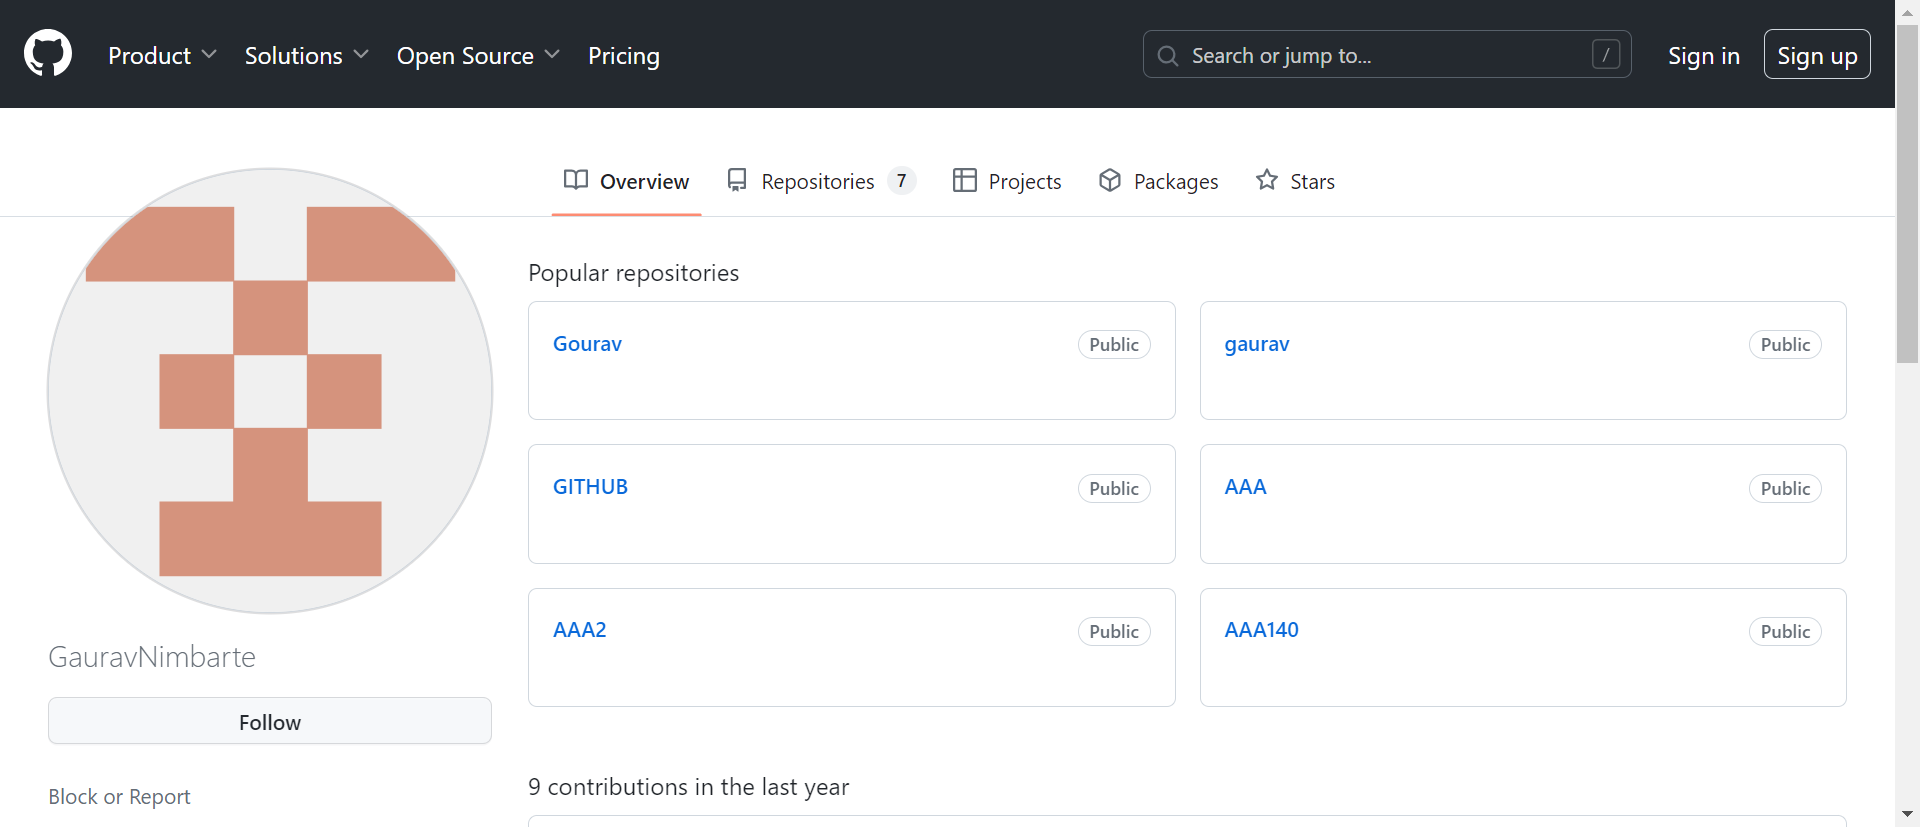 Product Solutions Open Source Pricing Search or jump to... / Sign in Sign up
Overview Repositories 7 Projects Packages Stars
Popular repositories
Gourav Public gaurav Public
GITHUB Public AAA Public
AAA2 Public AAA140 Public
GauravNimbarte
Follow
Block or Report
9 contributions in the last year